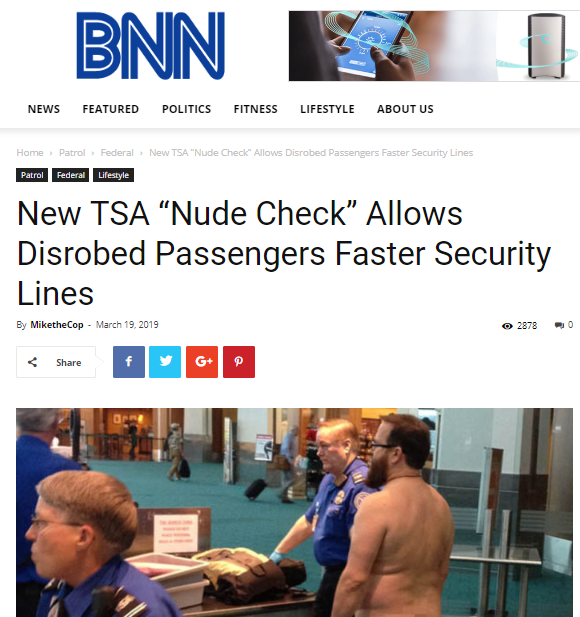 BNN
NEWS FEATURED POLITICS FITNESS LIFESTYLE ABOUT US
Home › Patrol › Federal › New TSA “Nude Check” Allows Disrobed Passengers Faster Security Lines
Patrol Federal Lifestyle
New TSA “Nude Check” Allows
Disrobed Passengers Faster Security
Lines
By MiketheCop - March 19, 2019 2878 0
Share